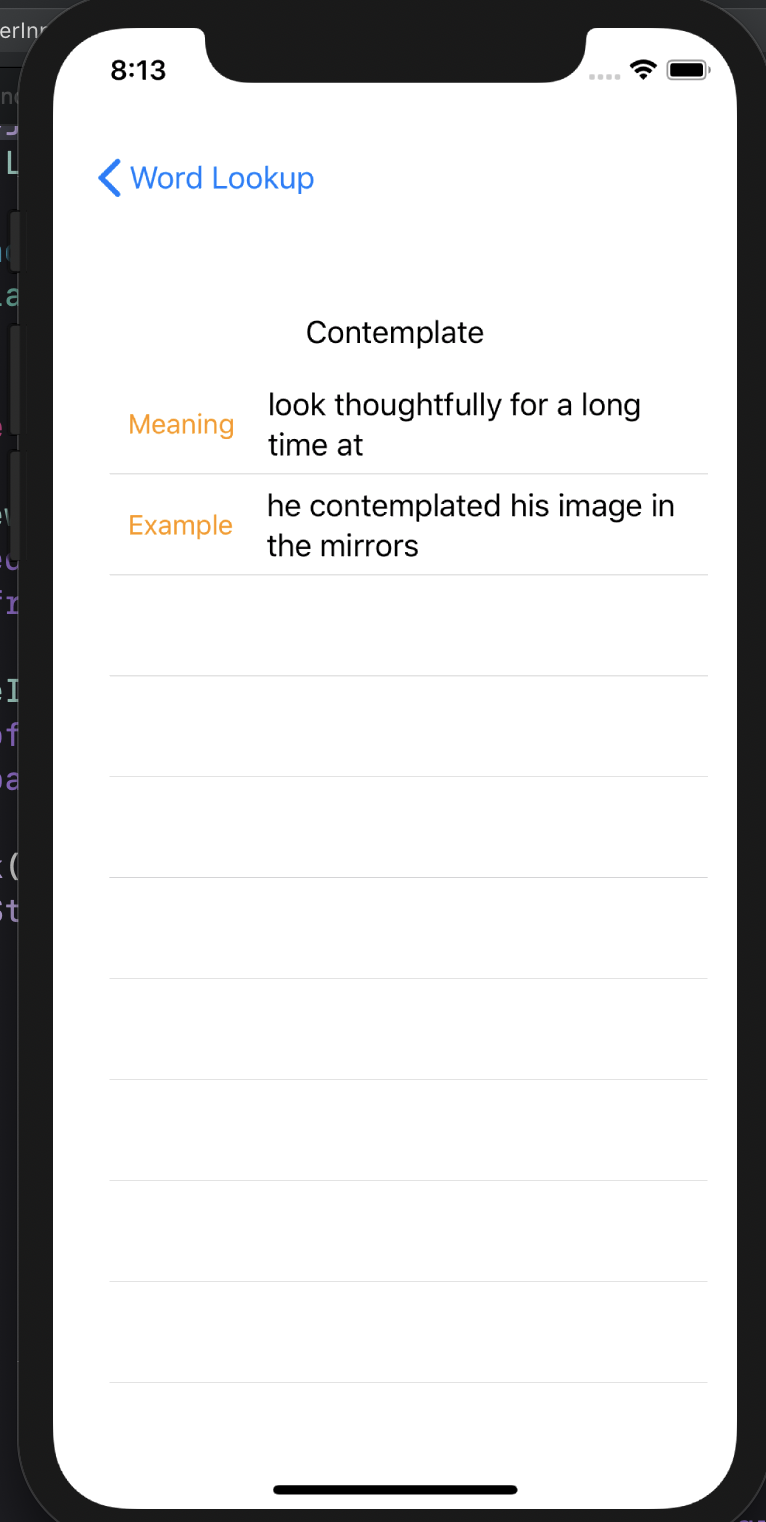 8:13
Word Lookup
Contemplate
Meaning
look thoughtfully for a long
time at
Example
he contemplated his image in
the mirrors